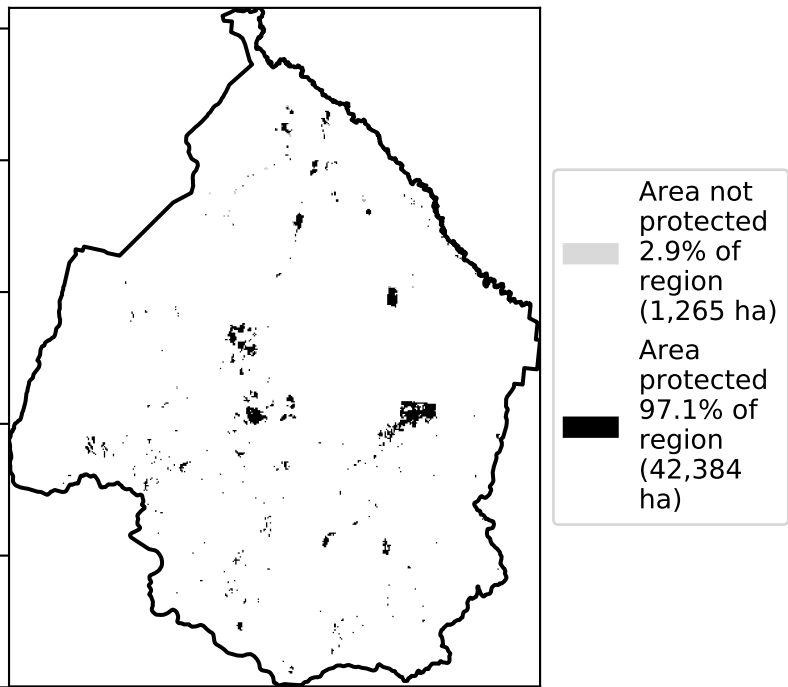 Area not
protected
2.9% of
region
(1,265 ha)
Area
protected
97.1% of
region
(42,384
ha)